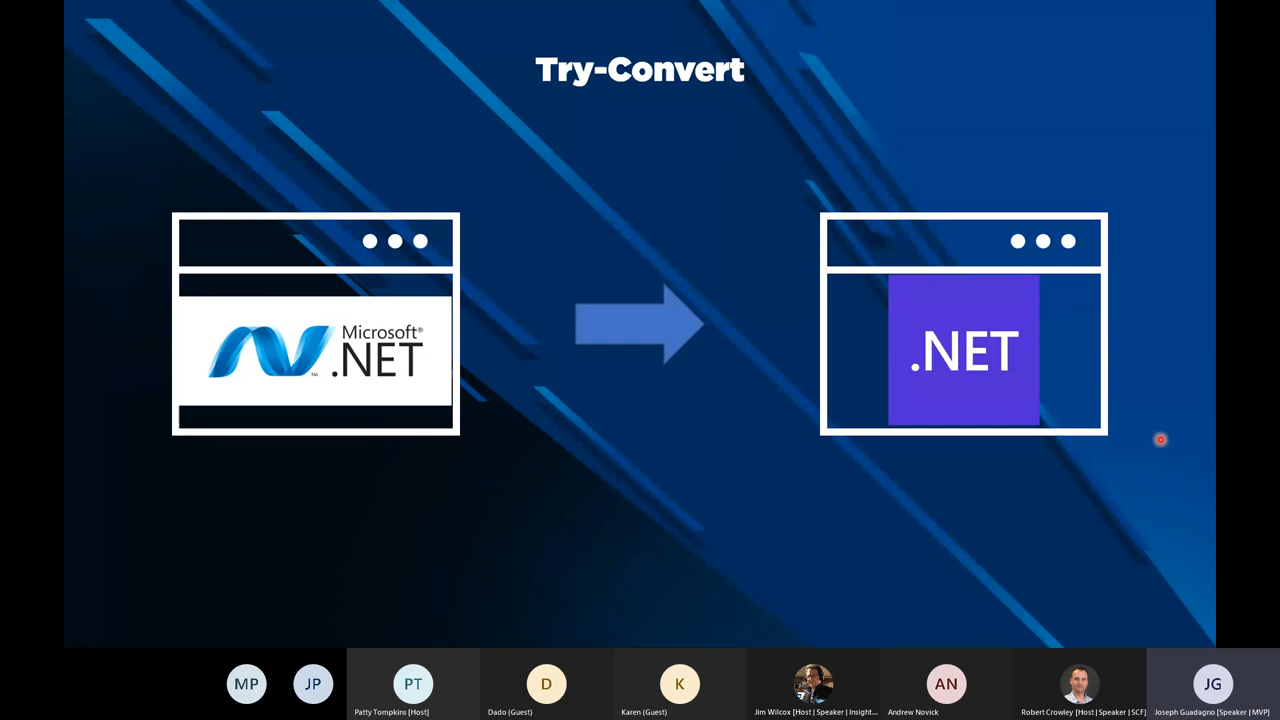 Try-Convert
Microsoft®
.NET
™
.NET
MP
JP
PT
D
K
AN
JG
Patty Tompkins [Host]
Dado (Guest)
Karen (Guest)
Jim Wilcox [Host | Speaker | Insight...
Andrew Novick
Robert Crowley [Host | Speaker | SCF]
Joseph Guadagno [Speaker | MVP]